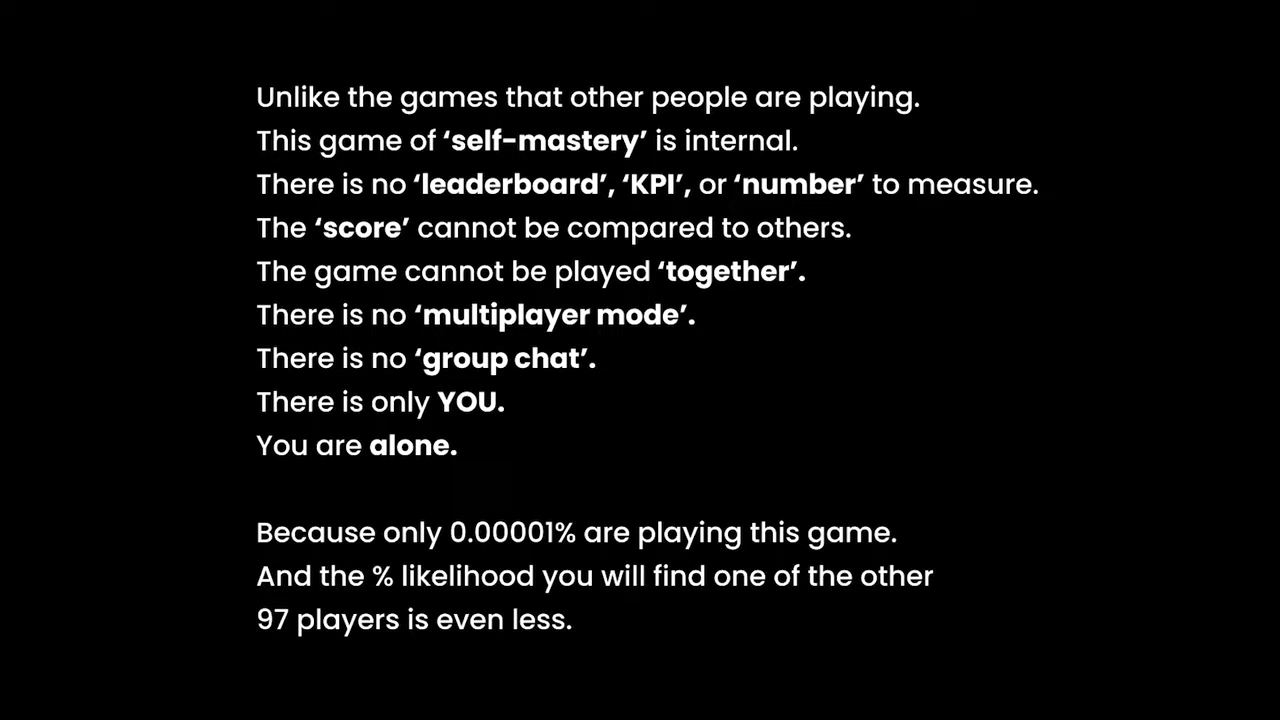 Unlike the games that other people are playing.
This game of ‘self-mastery’ is internal.
There is no ‘leaderboard’, ‘KPI’, or ‘number’ to measure.
The ‘score’ cannot be compared to others.
The game cannot be played ‘together’.
There is no ‘multiplayer mode’.
There is no ‘group chat’.
There is only YOU.
You are alone.
Because only 0.00001% are playing this game.
And the % likelihood you will find one of the other
97 players is even less.